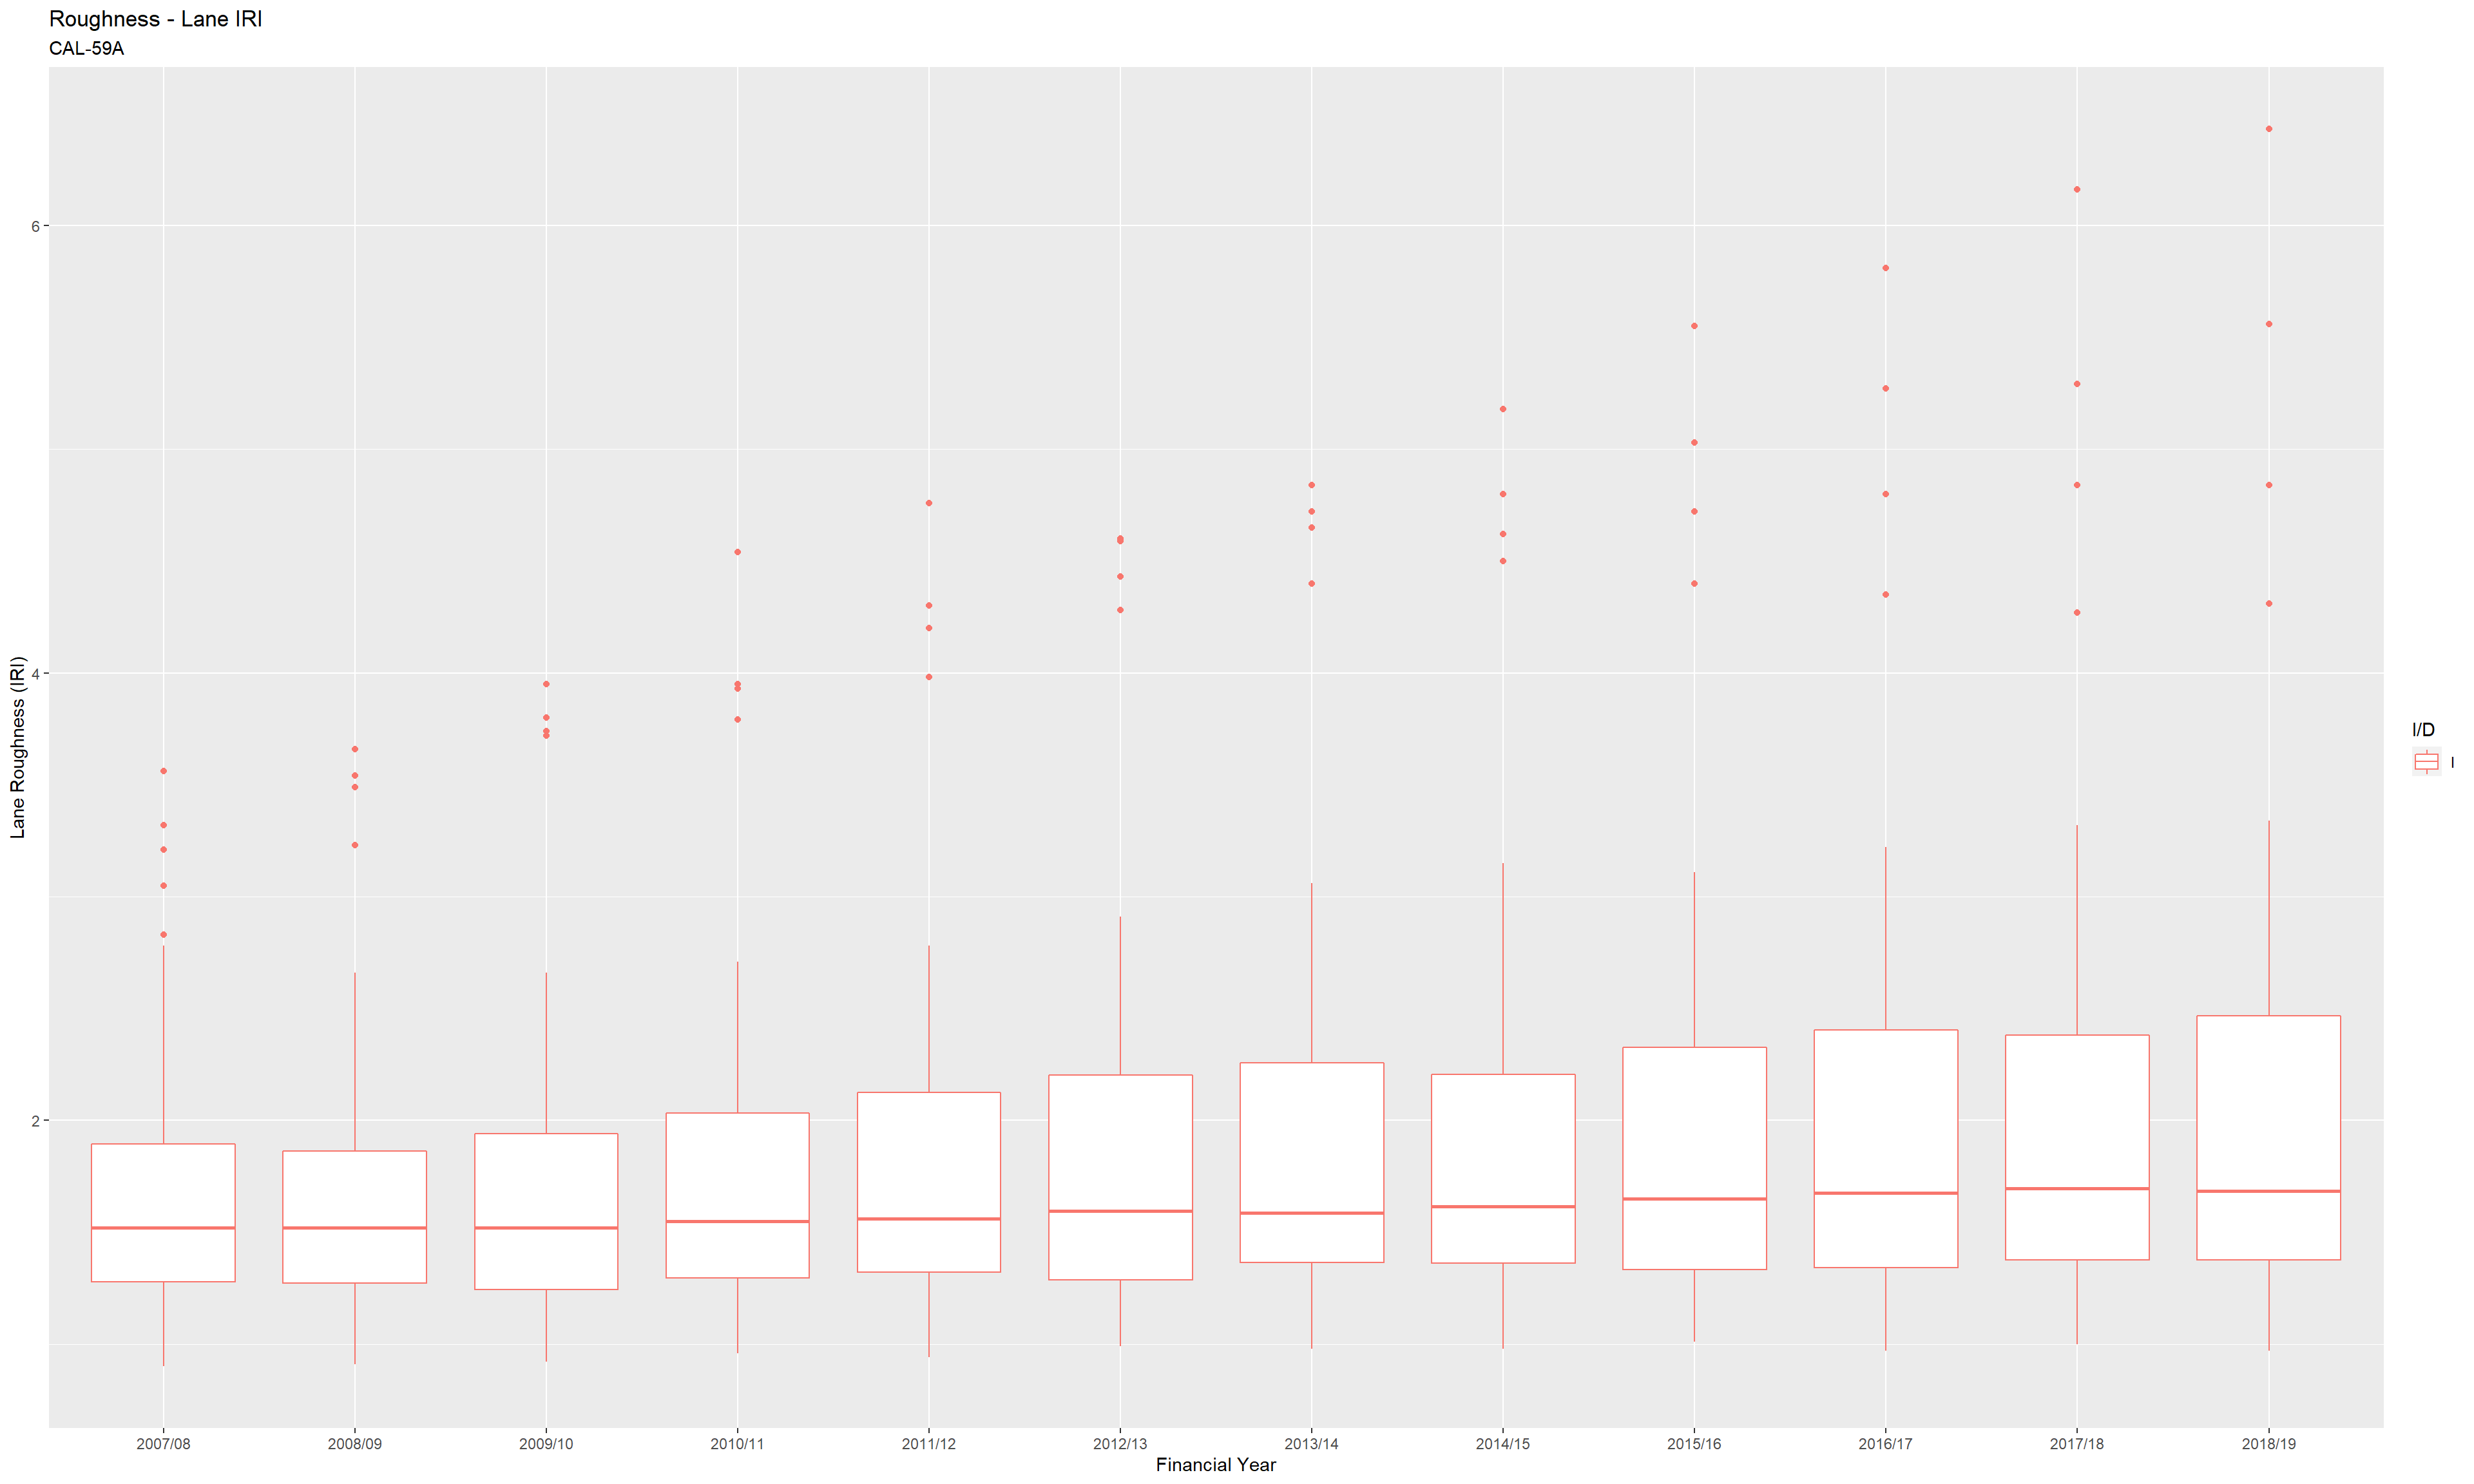 Roughness - Lane IRI
CAL-59A
Lane Roughness (IRI)
6
4
2
2007/08 2008/09 2009/10 2010/11 2011/12 2012/13 2013/14 2014/15 2015/16 2016/17 2017/18 2018/19
Financial Year
I/D
I